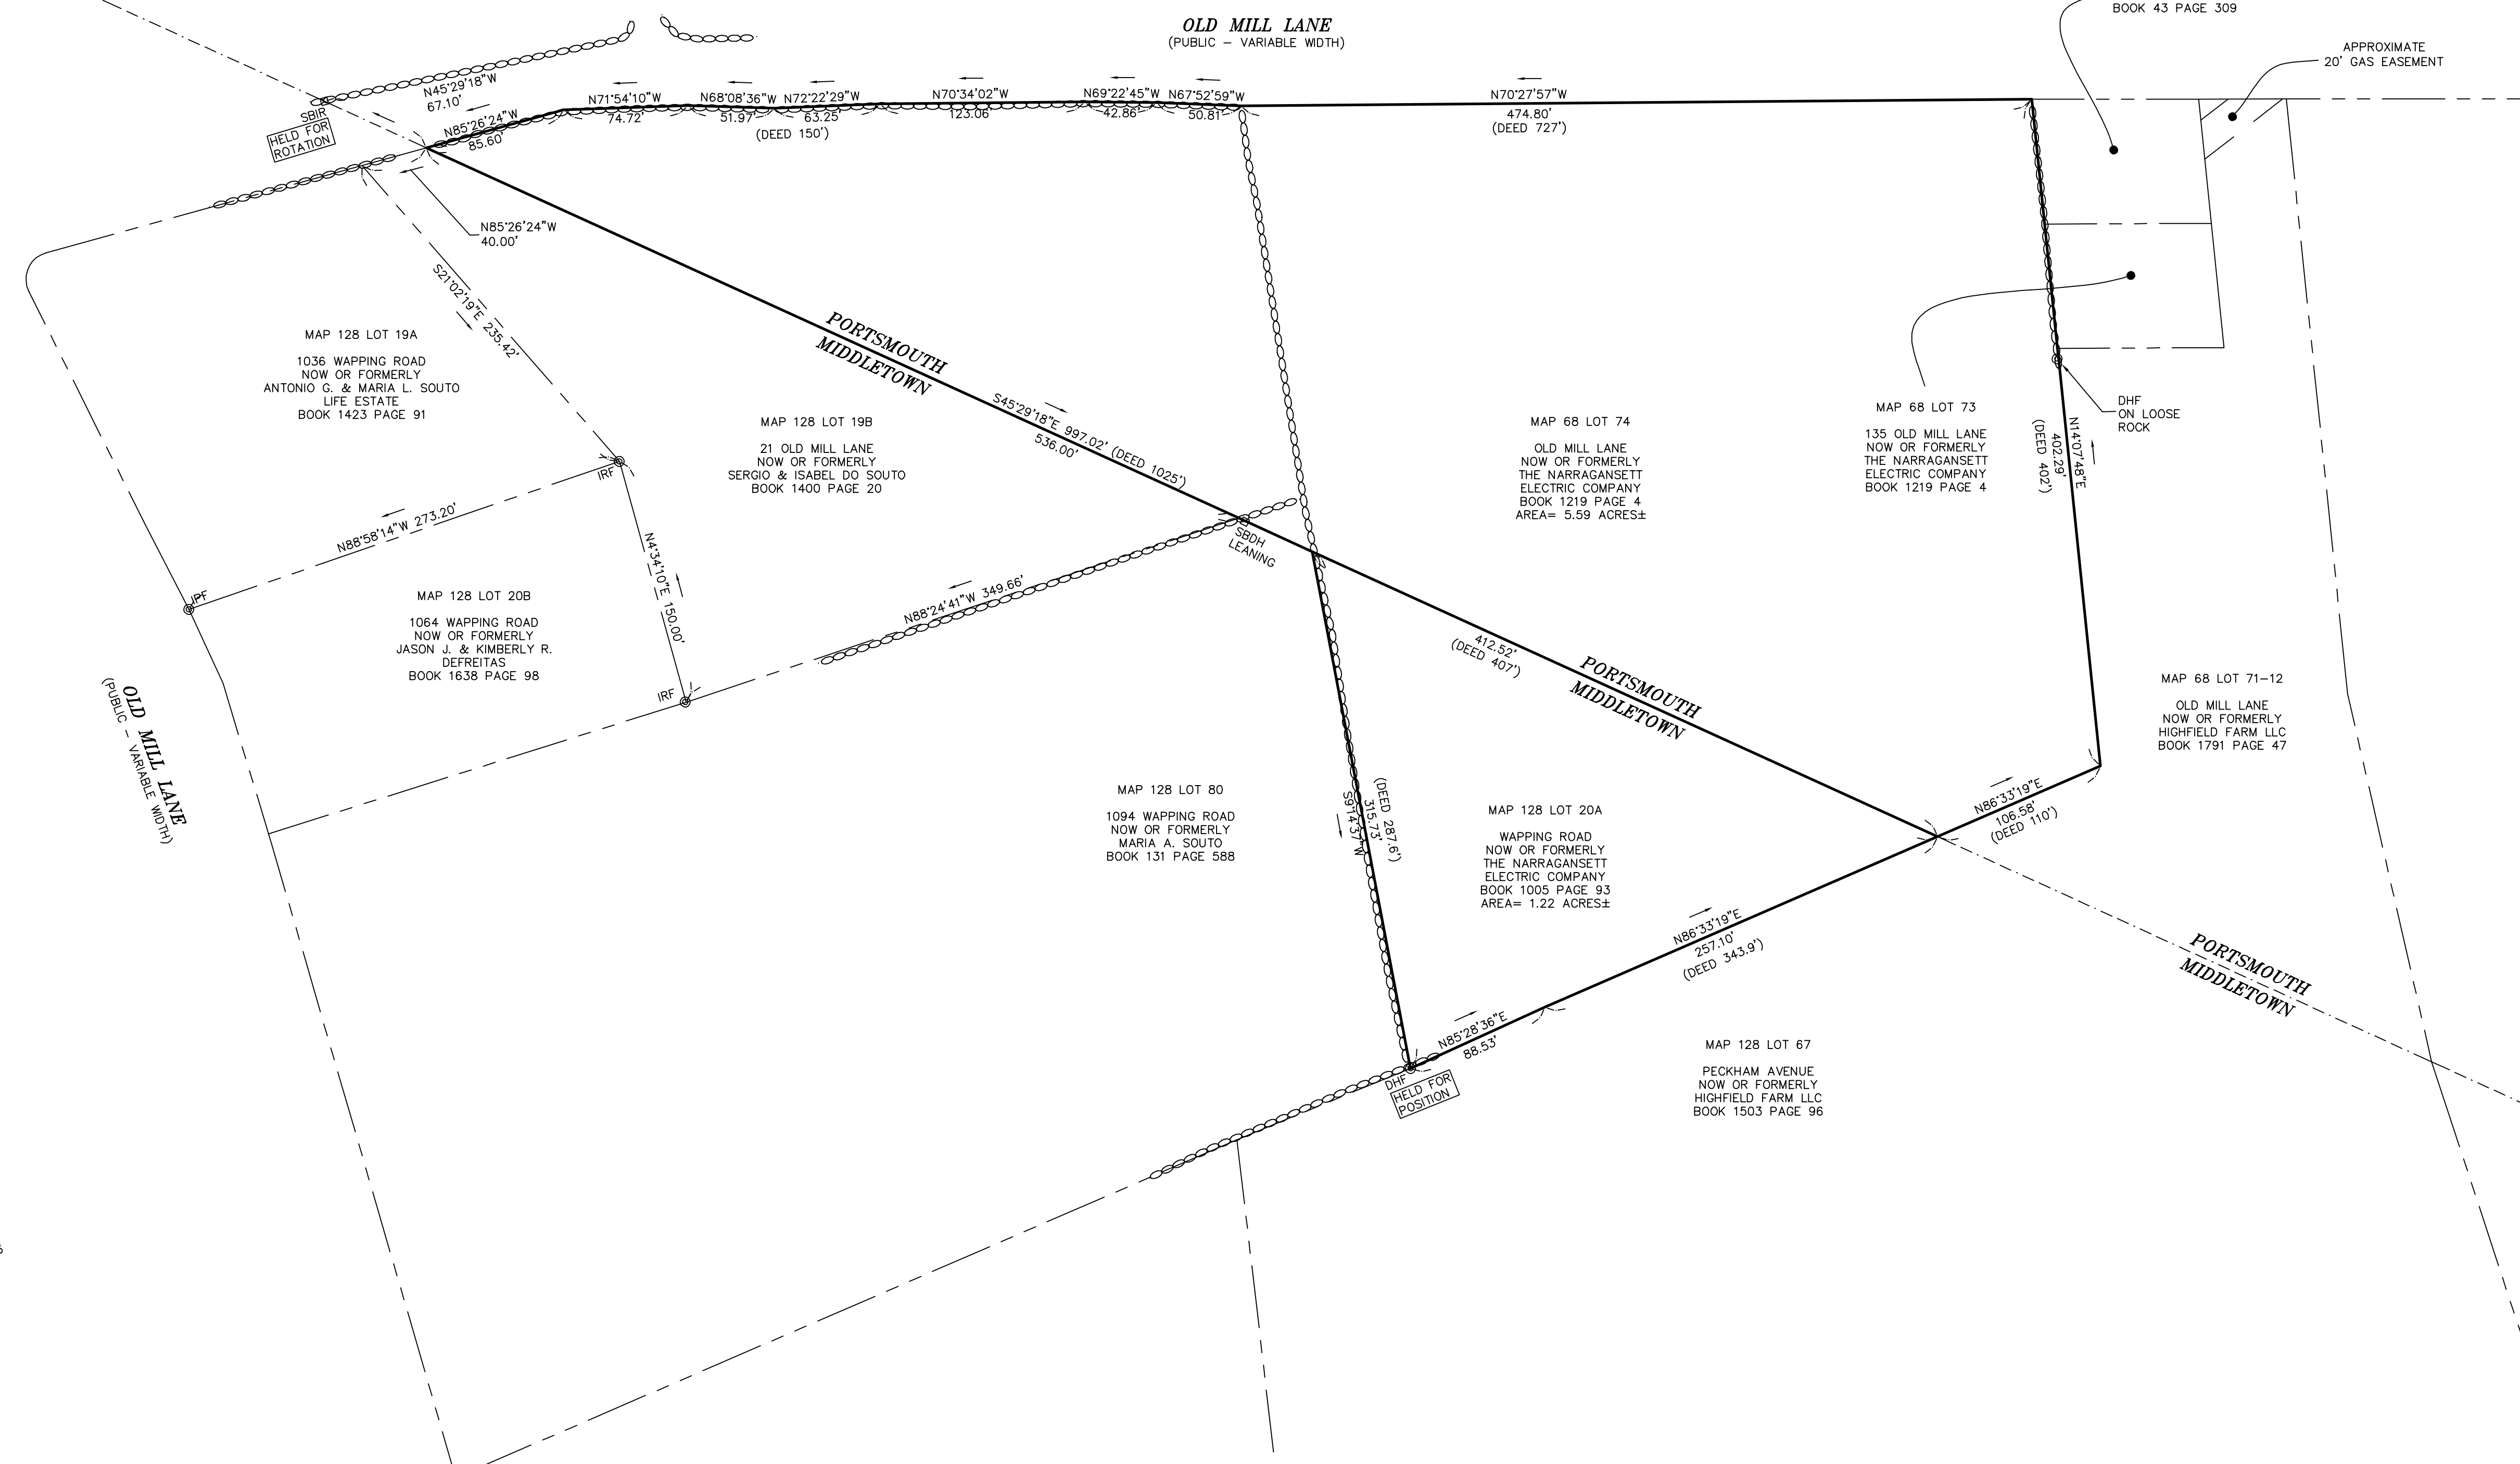 OLD MILL LANE
(PUBLIC – VARIABLE WIDTH)
BOOK 43 PAGE 309
APPROXIMATE
20' GAS EASEMENT
N45°29'18"W
67.10'
SBIR
HELD FOR
ROTATION
N85°26'24"W
85.60'
N71°54'10"W
74.72'
N68°08'36"W
51.97'
N72°22'29"W
63.25'
(DEED 150')
N70°34'02"W
123.06'
N69°22'45"W
42.86'
N67°52'59"W
50.81'
N70°27'57"W
474.80'
(DEED 727')
N85°26'24"W
40.00'
S21°02'19"E 235.42'
MAP 128 LOT 19A
1036 WAPPING ROAD
NOW OR FORMERLY
ANTONIO G. & MARIA L. SOUTO
LIFE ESTATE
BOOK 1423 PAGE 91
PORTSMOUTH
MIDDLETOWN
S45°29'18"E 997.02' (DEED 1025')
536.00'
MAP 128 LOT 19B
21 OLD MILL LANE
NOW OR FORMERLY
SERGIO & ISABEL DO SOUTO
BOOK 1400 PAGE 20
MAP 68 LOT 74
OLD MILL LANE
NOW OR FORMERLY
THE NARRAGANSETT
ELECTRIC COMPANY
BOOK 1219 PAGE 4
AREA= 5.59 ACRES±
MAP 68 LOT 73
135 OLD MILL LANE
NOW OR FORMERLY
THE NARRAGANSETT
ELECTRIC COMPANY
BOOK 1219 PAGE 4
DHF
ON LOOSE
ROCK
N14°07'48"E
402.29'
(DEED 402')
IRF
N88°58'14"W 273.20'
IPF
N4°34'10"E 150.00'
SBDH
LEANING
N88°24'41"W 349.66'
MAP 128 LOT 20B
1064 WAPPING ROAD
NOW OR FORMERLY
JASON J. & KIMBERLY R.
DEFREITAS
BOOK 1638 PAGE 98
IRF
412.52'
(DEED 407')
PORTSMOUTH
MIDDLETOWN
MAP 68 LOT 71–12
OLD MILL LANE
NOW OR FORMERLY
HIGHFIELD FARM LLC
BOOK 1791 PAGE 47
OLD MILL LANE
(PUBLIC – VARIABLE WIDTH)
MAP 128 LOT 80
1094 WAPPING ROAD
NOW OR FORMERLY
MARIA A. SOUTO
BOOK 131 PAGE 588
(DEED 287.6')
315.73'
S9°14'37"W
MAP 128 LOT 20A
WAPPING ROAD
NOW OR FORMERLY
THE NARRAGANSETT
ELECTRIC COMPANY
BOOK 1005 PAGE 93
AREA= 1.22 ACRES±
N86°33'19"E
106.58'
(DEED 110')
N86°33'19"E
257.10'
(DEED 343.9')
PORTSMOUTH
MIDDLETOWN
N85°28'36"E
88.53'
DHF
HELD FOR
POSITION
MAP 128 LOT 67
PECKHAM AVENUE
NOW OR FORMERLY
HIGHFIELD FARM LLC
BOOK 1503 PAGE 96